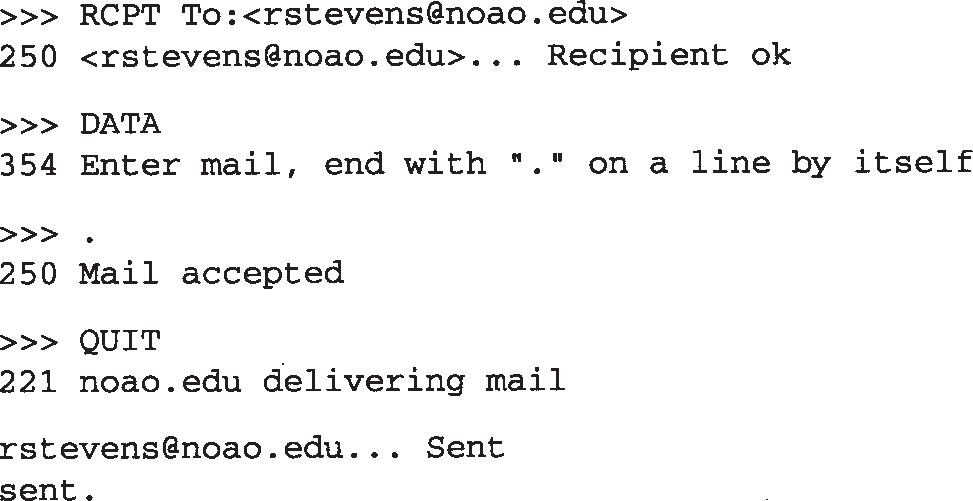 >>> RCPT To:<rstevens@noao.edu>
250 <rstevens@noao.edu>... Recipient ok
>>> DATA
354 Enter mail, end with "." on a line by itself
>>> .
250 Mail accepted
>>> QUIT
221 noao.edu delivering mail
rstevens@noao.edu... Sent
sent.